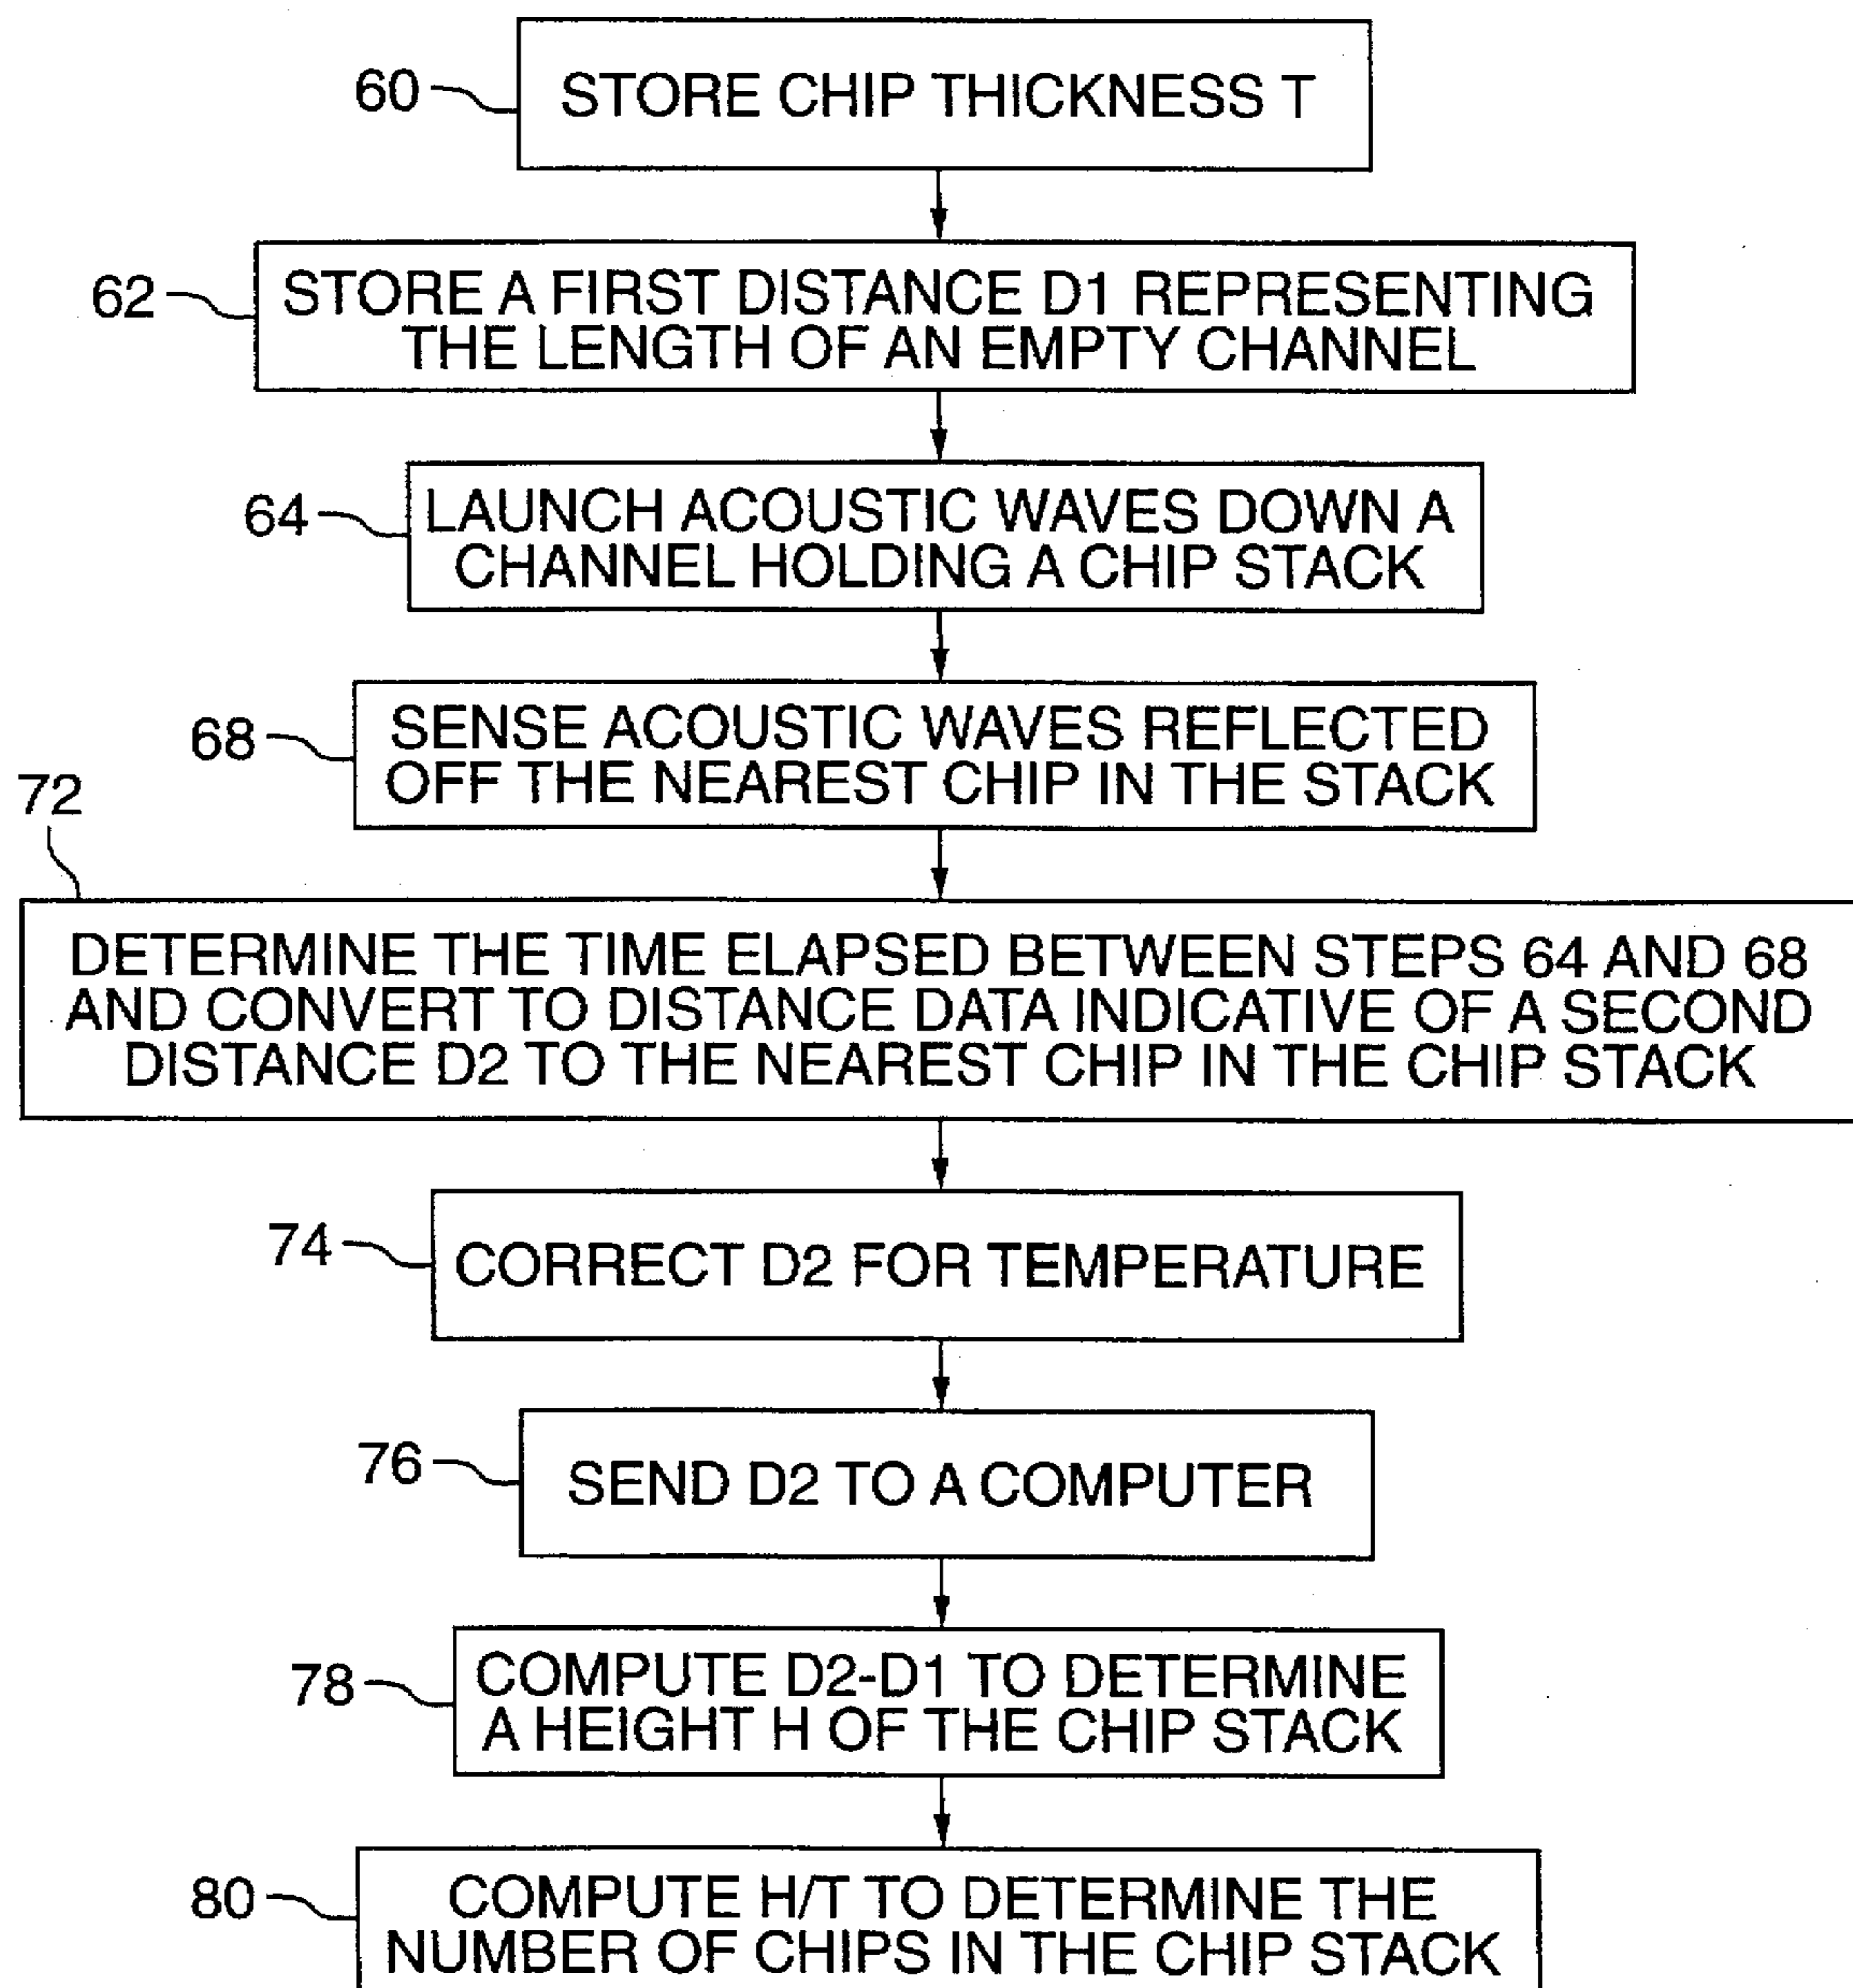 60
STORE CHIP THICKNESS T
62
STORE A FIRST DISTANCE D1 REPRESENTING
THE LENGTH OF AN EMPTY CHANNEL
64
LAUNCH ACOUSTIC WAVES DOWN A
CHANNEL HOLDING A CHIP STACK
68
SENSE ACOUSTIC WAVES REFLECTED
OFF THE NEAREST CHIP IN THE STACK
72
DETERMINE THE TIME ELAPSED BETWEEN STEPS 64 AND 68
AND CONVERT TO DISTANCE DATA INDICATIVE OF A SECOND
DISTANCE D2 TO THE NEAREST CHIP IN THE CHIP STACK
74
CORRECT D2 FOR TEMPERATURE
76
SEND D2 TO A COMPUTER
78
COMPUTE D2-D1 TO DETERMINE
A HEIGHT H OF THE CHIP STACK
80
COMPUTE H/T TO DETERMINE THE
NUMBER OF CHIPS IN THE CHIP STACK